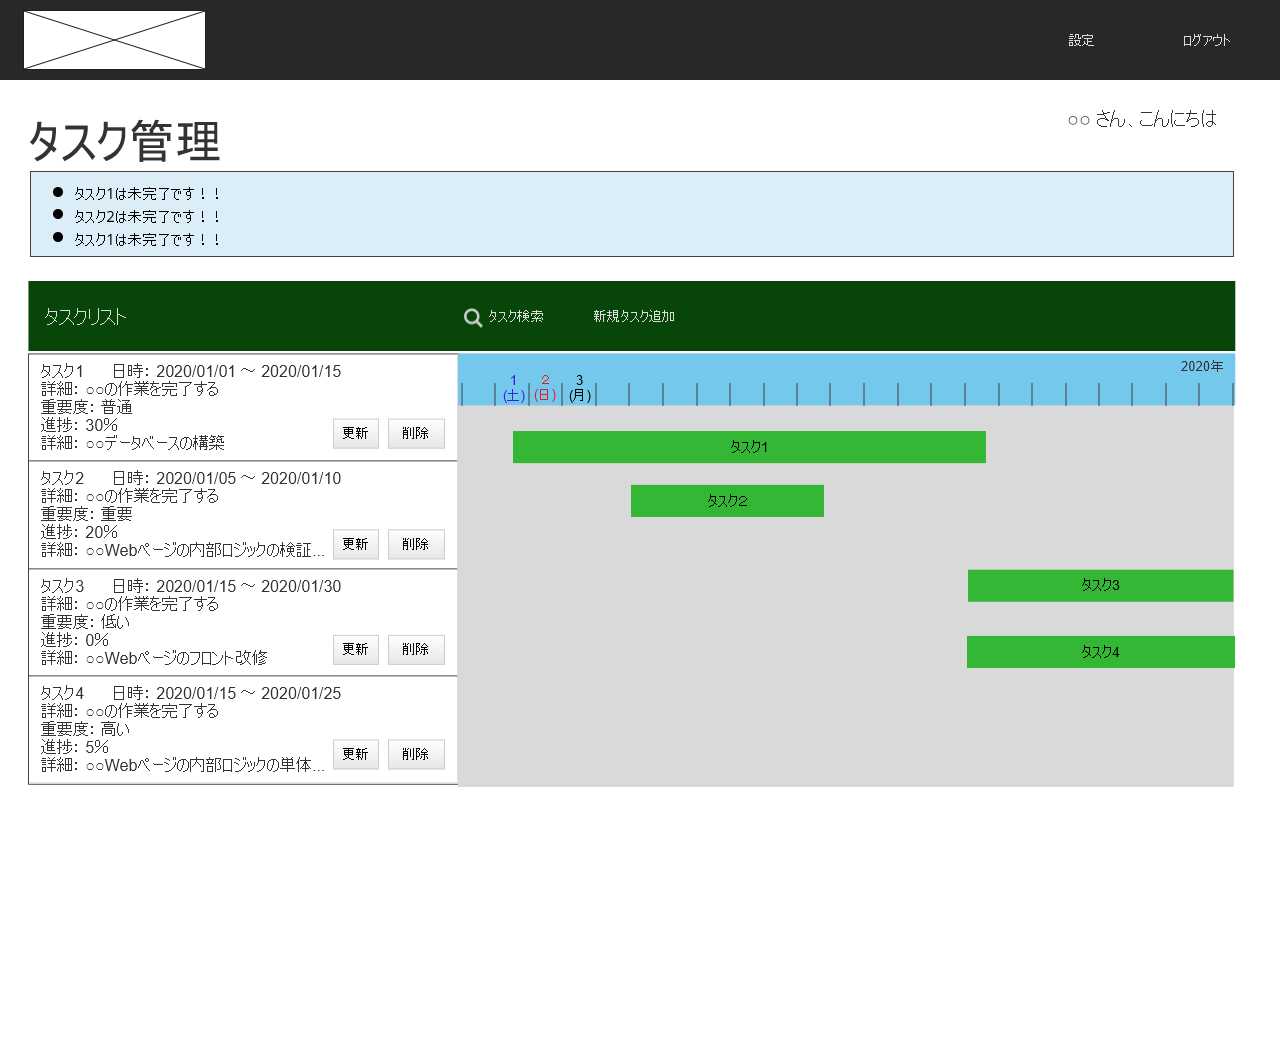 設定 ログアウト
○○ さん、こんにちは
タスク管理
タスク1は未完了です！！
タスク2は未完了です！！
タスク1は未完了です！！
タスクリスト タスク検索 新規タスク追加
タスク1 日時: 2020/01/01 ～ 2020/01/15
詳細: ○○の作業を完了する
重要度: 普通
進捗: 30%
詳細: ○○データベースの構築
更新 削除
タスク2 日時: 2020/01/05 ～ 2020/01/10
詳細: ○○の作業を完了する
重要度: 重要
進捗: 20%
詳細: ○○Webページの内部ロジックの検証...
更新 削除
タスク3 日時: 2020/01/15 ～ 2020/01/30
詳細: ○○の作業を完了する
重要度: 低い
進捗: 0%
詳細: ○○Webページのフロント改修
更新 削除
タスク4 日時: 2020/01/15 ～ 2020/01/25
詳細: ○○の作業を完了する
重要度: 高い
進捗: 5%
詳細: ○○Webページの内部ロジックの単体...
更新 削除
2020年
1 2 3
(土) (日) (月)
タスク1
タスク2
タスク3
タスク4